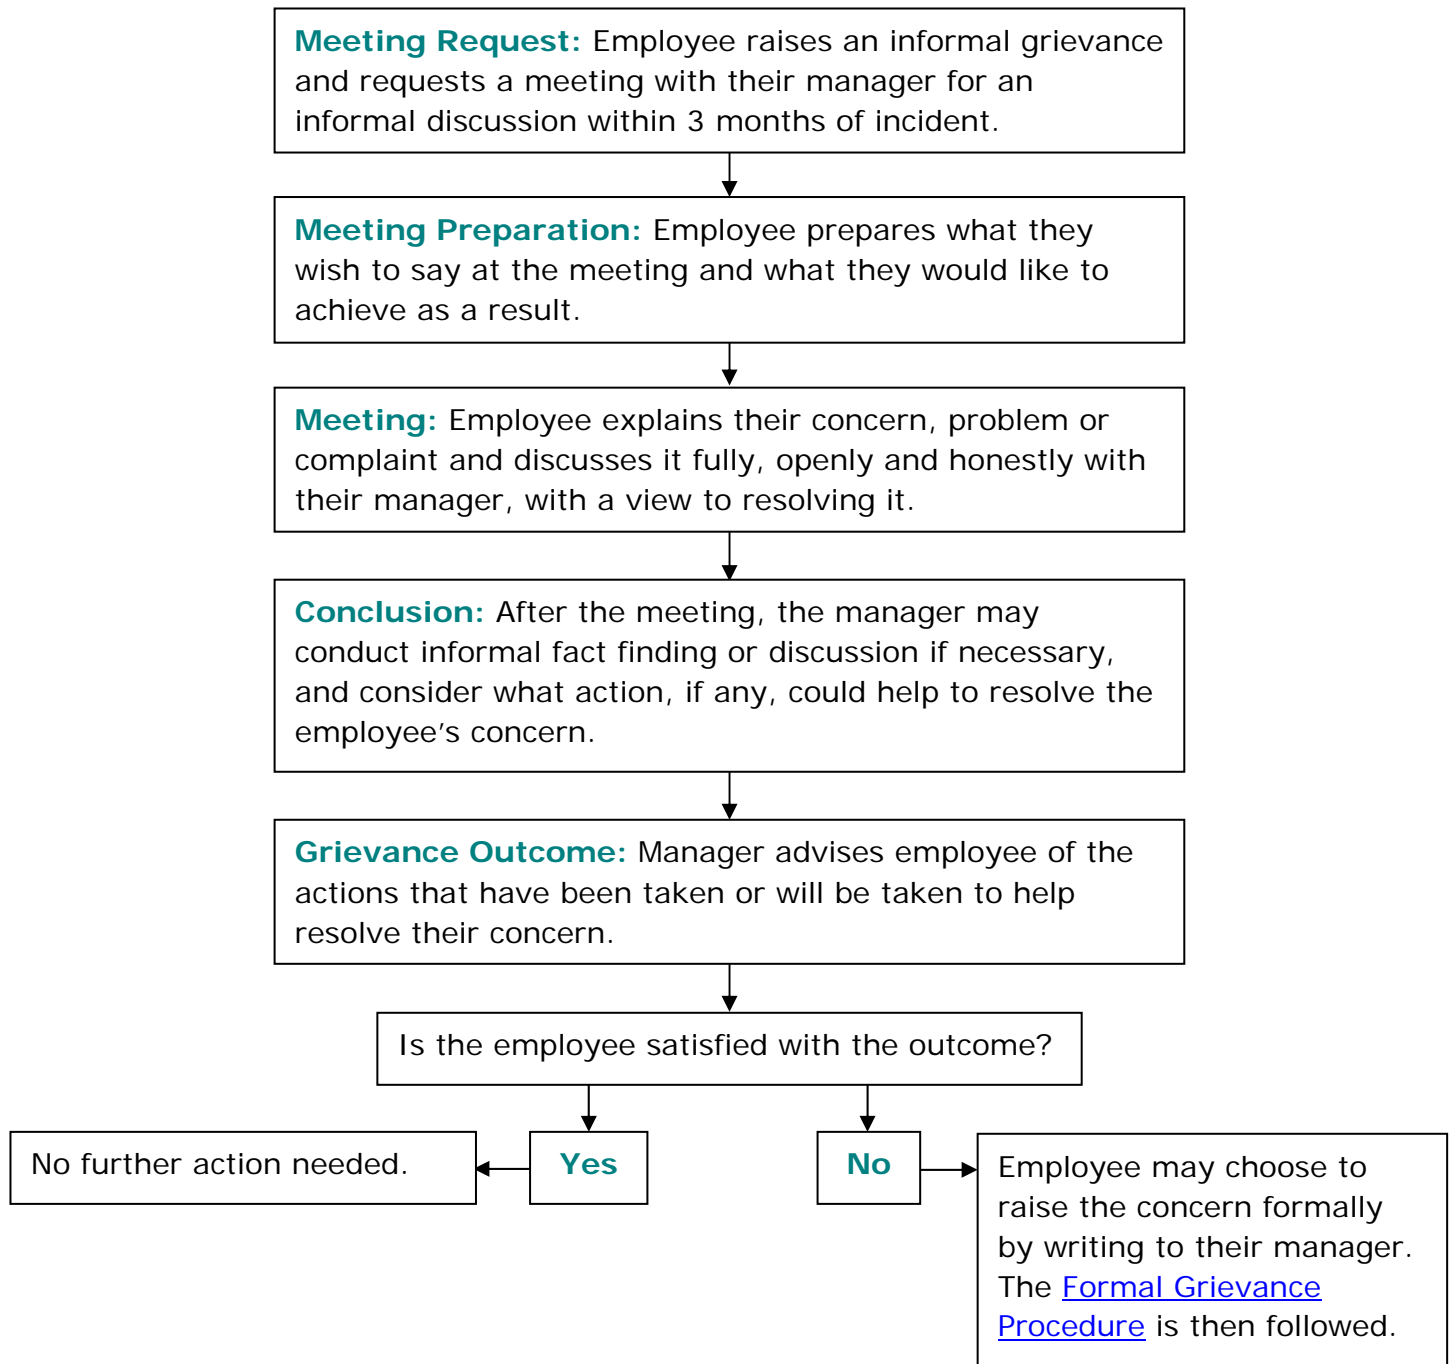 Meeting Request: Employee raises an informal grievance
and requests a meeting with their manager for an
informal discussion within 3 months of incident.
Meeting Preparation: Employee prepares what they
wish to say at the meeting and what they would like to
achieve as a result.
Meeting: Employee explains their concern, problem or
complaint and discusses it fully, openly and honestly with
their manager, with a view to resolving it.
Conclusion: After the meeting, the manager may
conduct informal fact finding or discussion if necessary,
and consider what action, if any, could help to resolve the
employee's concern.
Grievance Outcome: Manager advises employee of the
actions that have been taken or will be taken to help
resolve their concern.
Is the employee satisfied with the outcome?
No further action needed.
Yes
No
Employee may choose to
raise the concern formally
by writing to their manager.
The Formal Grievance
Procedure is then followed.